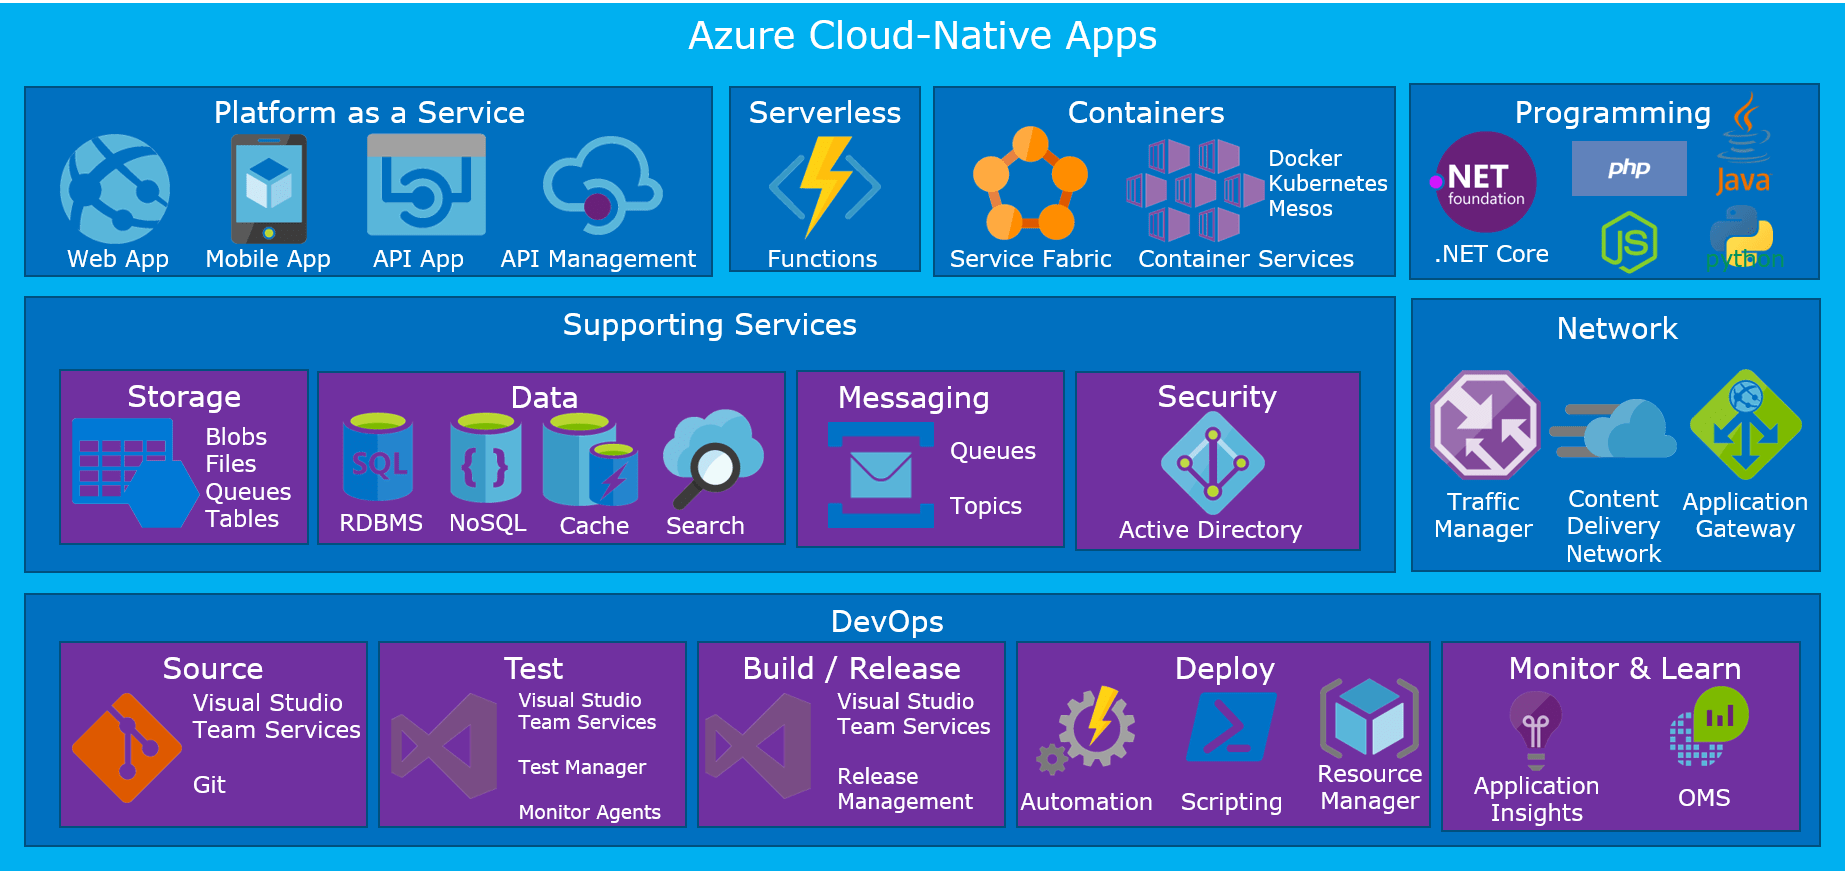 Azure Cloud-Native Apps
Platform as a Service
Web App
Mobile App
API App
API Management
Serverless
Functions
Containers
Service Fabric
Docker
Kubernetes
Mesos
Container Services
Programming
.NET
foundation
.NET Core
php
JS
Java
python
Supporting Services
Storage
Blobs
Files
Queues
Tables
Data
SQL
RDBMS
{ }
NoSQL
Cache
Search
Messaging
Queues
Topics
Security
Active Directory
Network
Traffic
Manager
Content
Delivery
Network
Application
Gateway
DevOps
Source
Visual Studio
Team Services
Git
Test
Visual Studio
Team Services
Test Manager
Monitor Agents
Build / Release
Visual Studio
Team Services
Release
Management
Deploy
Automation
Scripting
Resource
Manager
Monitor & Learn
Application
Insights
OMS